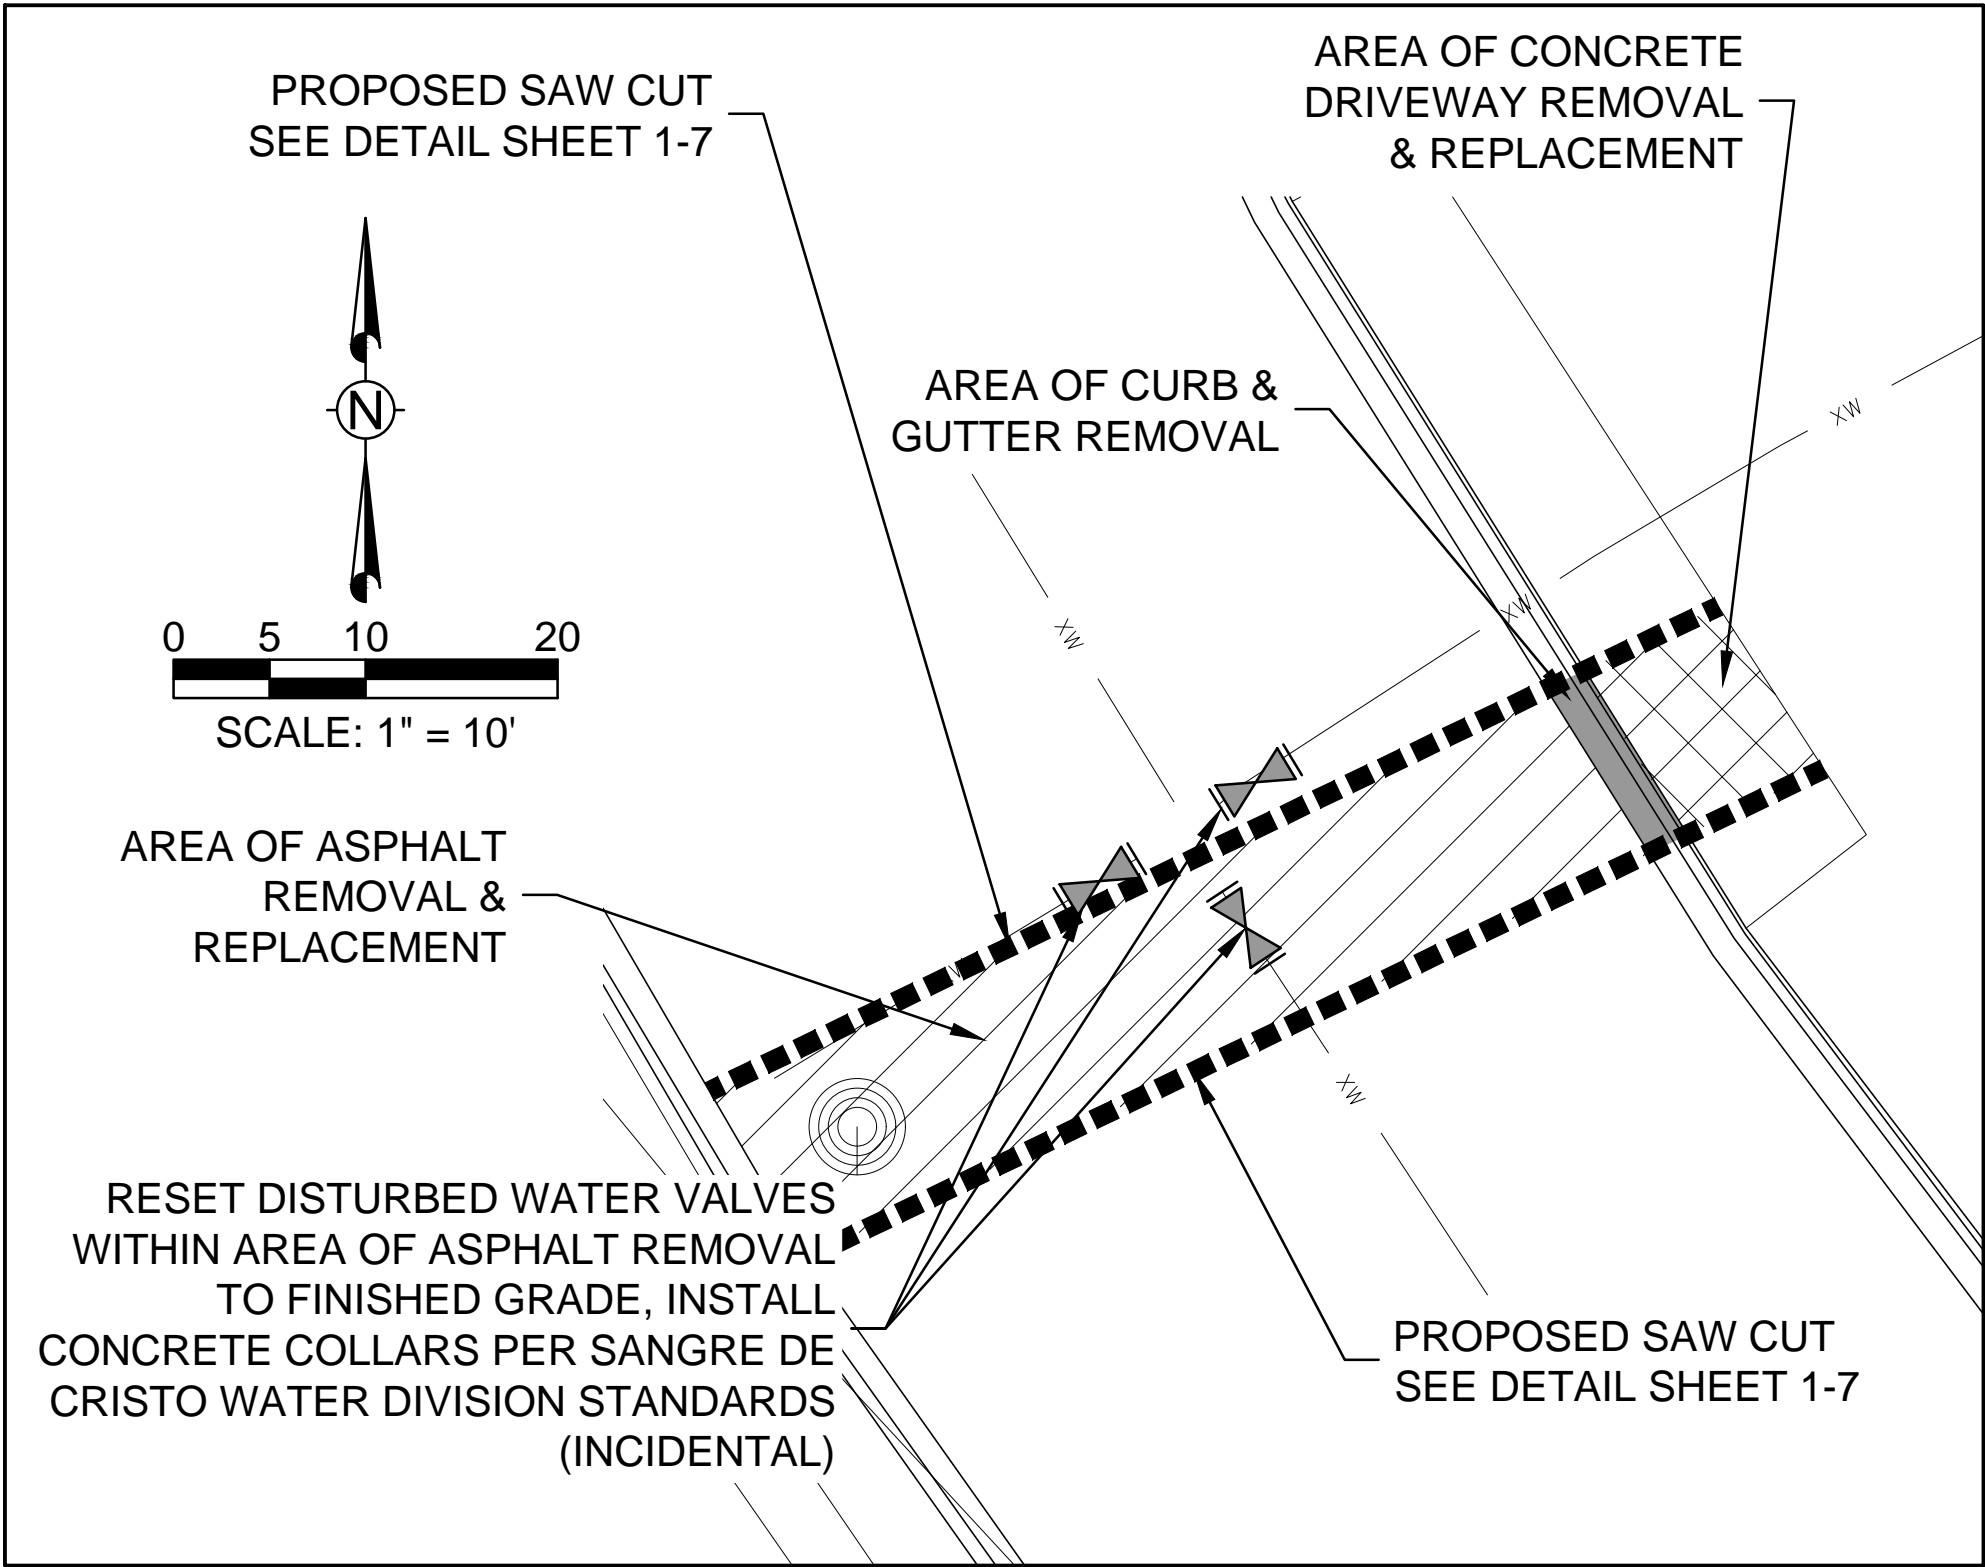 PROPOSED SAW CUT
SEE DETAIL SHEET 1-7
AREA OF CONCRETE
DRIVEWAY REMOVAL
& REPLACEMENT
AREA OF CURB &
GUTTER REMOVAL
N
0 5 10 20
SCALE: 1" = 10'
XW
XW
XW
AREA OF ASPHALT
REMOVAL &
REPLACEMENT
XW
RESET DISTURBED WATER VALVES
WITHIN AREA OF ASPHALT REMOVAL
TO FINISHED GRADE, INSTALL
CONCRETE COLLARS PER SANGRE DE
CRISTO WATER DIVISION STANDARDS
(INCIDENTAL)
PROPOSED SAW CUT
SEE DETAIL SHEET 1-7